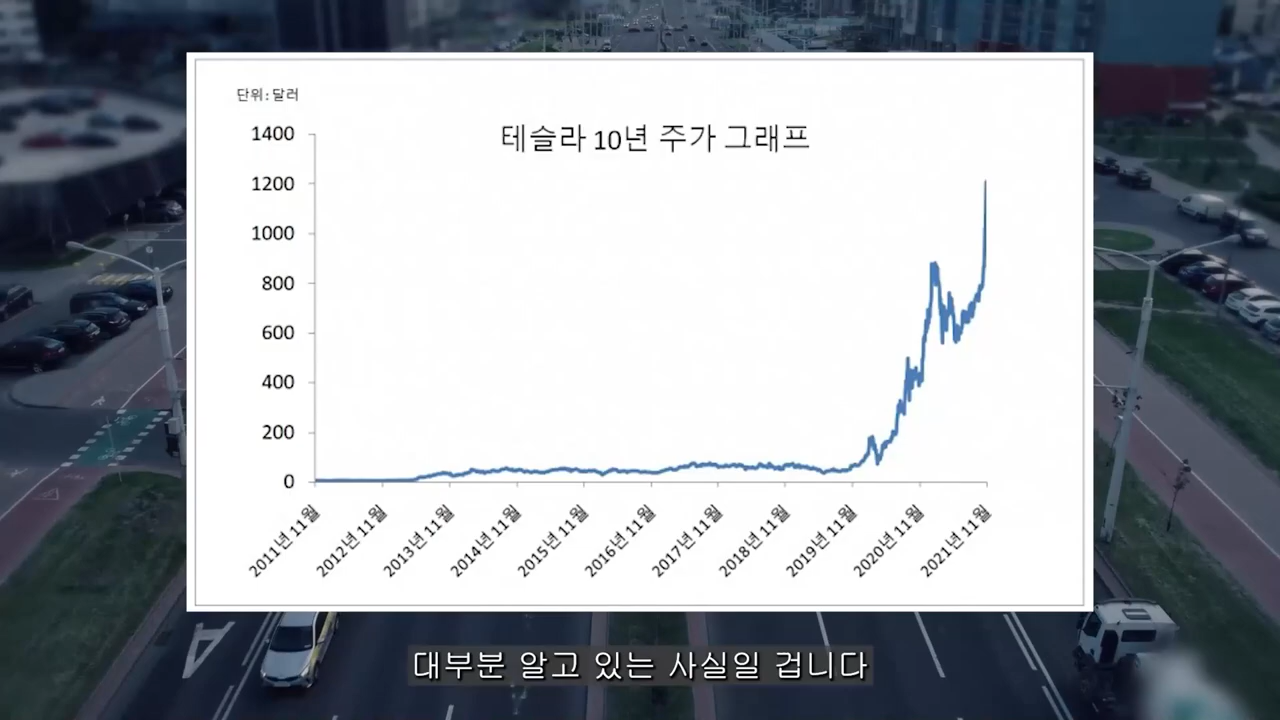 단위:달러
테슬라 10년 주가 그래프
1400
1200
1000
800
600
400
200
0
2011년 11월
2012년 11월
2013년 11월
2014년 11월
2015년 11월
2016년 11월
2017년 11월
2018년 11월
2019년 11월
2020년 11월
2021년 11월
대부분 알고 있는 사실일 겁니다